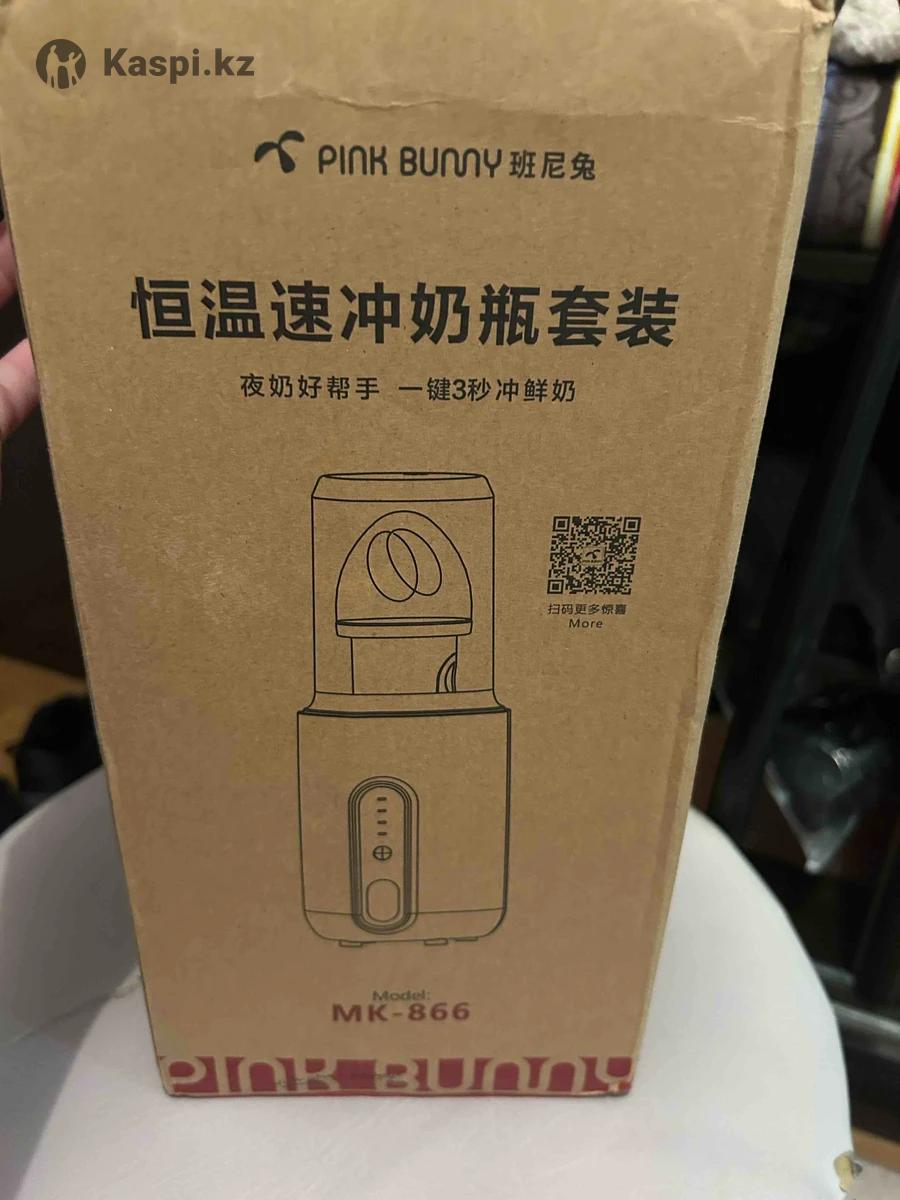 Kaspi.kz
PINK BUNNY 班尼兔
恒温速冲奶瓶套装
夜奶好帮手 一键3秒冲鲜奶
扫码更多惊喜
More
Model:
MK-866
PINK BUNNY